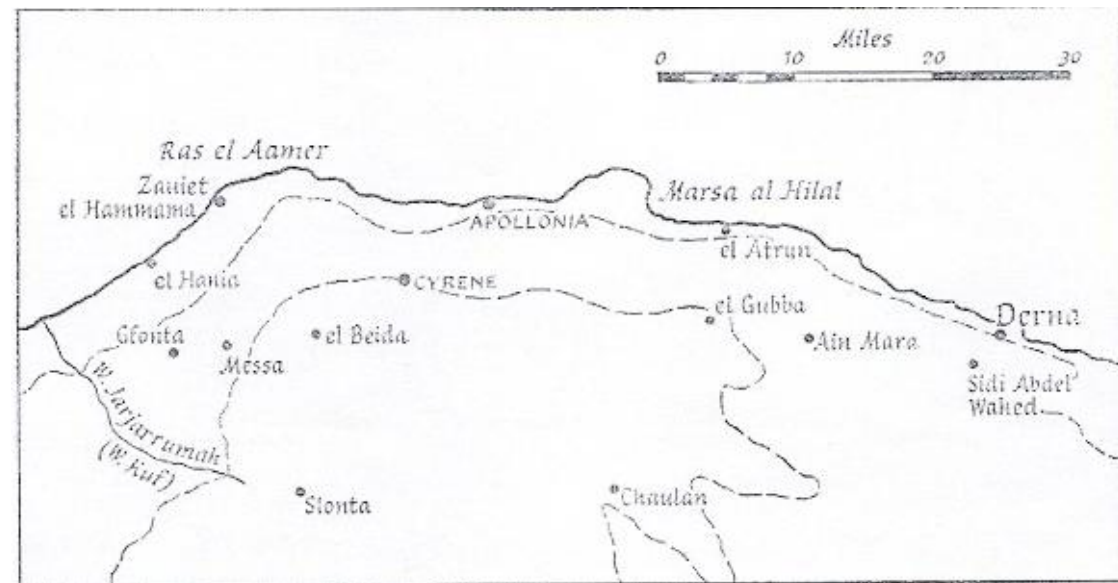 Miles
0 10 20 30
Ras el Aamer
Zauiet
el Hammama
Marsa al Hilal
APOLLONIA
el Atrun
el Hania
CYRENE
el Gubba
Derna
Gfonta
Messa
el Beida
Ain Mara
Sidi Abdel
Wahed
W. Jarjarrumah
(W. Kuf)
Slonta
Chaulan